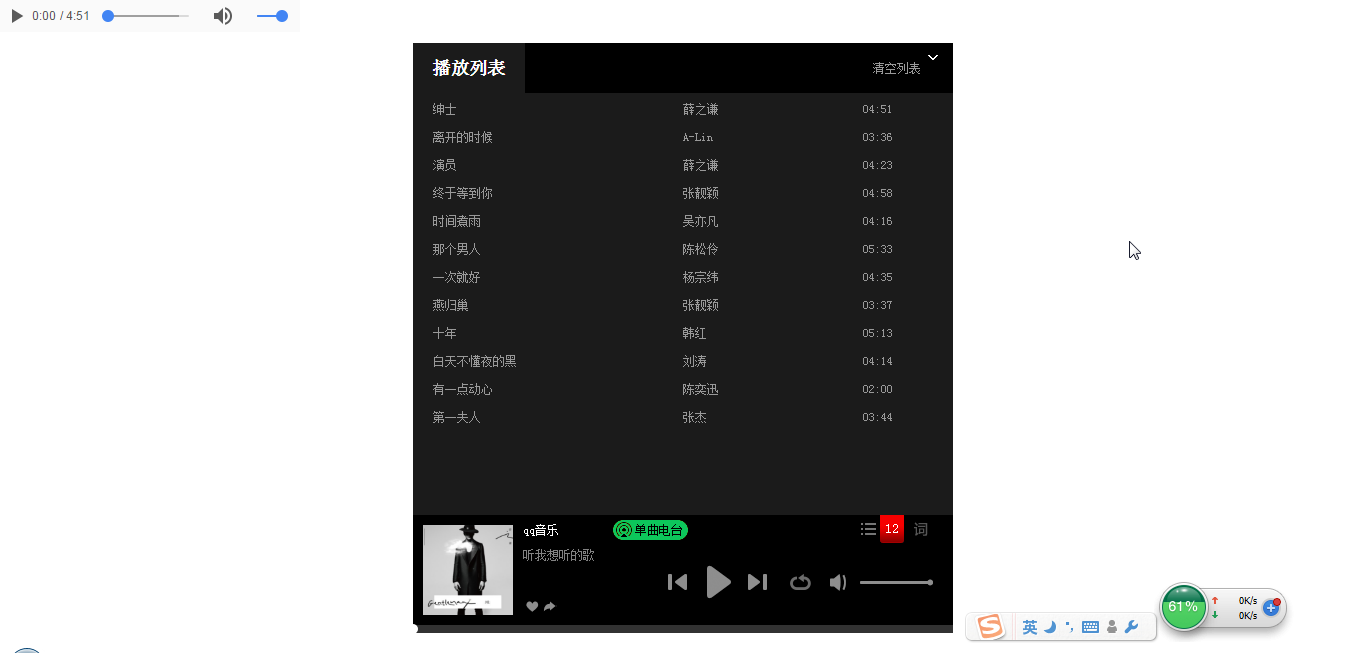 0:00 / 4:51
播放列表 清空列表
绅士 薛之谦 04:51
离开的时候 A-Lin 03:36
演员 薛之谦 04:23
终于等到你 张靓颖 04:58
时间煮雨 吴亦凡 04:16
那个男人 陈松伶 05:33
一次就好 杨宗纬 04:35
燕归巢 张靓颖 03:37
十年 韩红 05:13
白天不懂夜的黑 刘涛 04:14
有一点动心 陈奕迅 02:00
第一夫人 张杰 03:44
qq音乐 单曲电台 12 词
听我想听的歌
Gentleman
英
61% 0K/s
0K/s